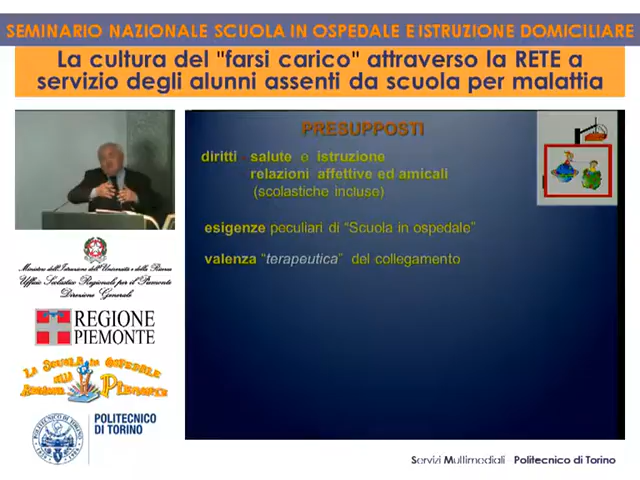 SEMINARIO NAZIONALE SCUOLA IN OSPEDALE E ISTRUZIONE DOMICILIARE
La cultura del "farsi carico" attraverso la RETE a
servizio degli alunni assenti da scuola per malattia
PRESUPPOSTI
diritti - salute e istruzione
relazioni affettive ed amicali
(scolastiche incluse)
esigenze peculiari di “Scuola in ospedale”
valenza “terapeutica” del collegamento
Ministero dell'Istruzione dell'Università e della Ricerca
Ufficio Scolastico Regionale per il Piemonte
Direzione Generale
REGIONE
PIEMONTE
LA SCUOLA IN OSPEDALE
PIEMONTE
POLITECNICO
DI TORINO
Servizi Multimediali - Politecnico di Torino